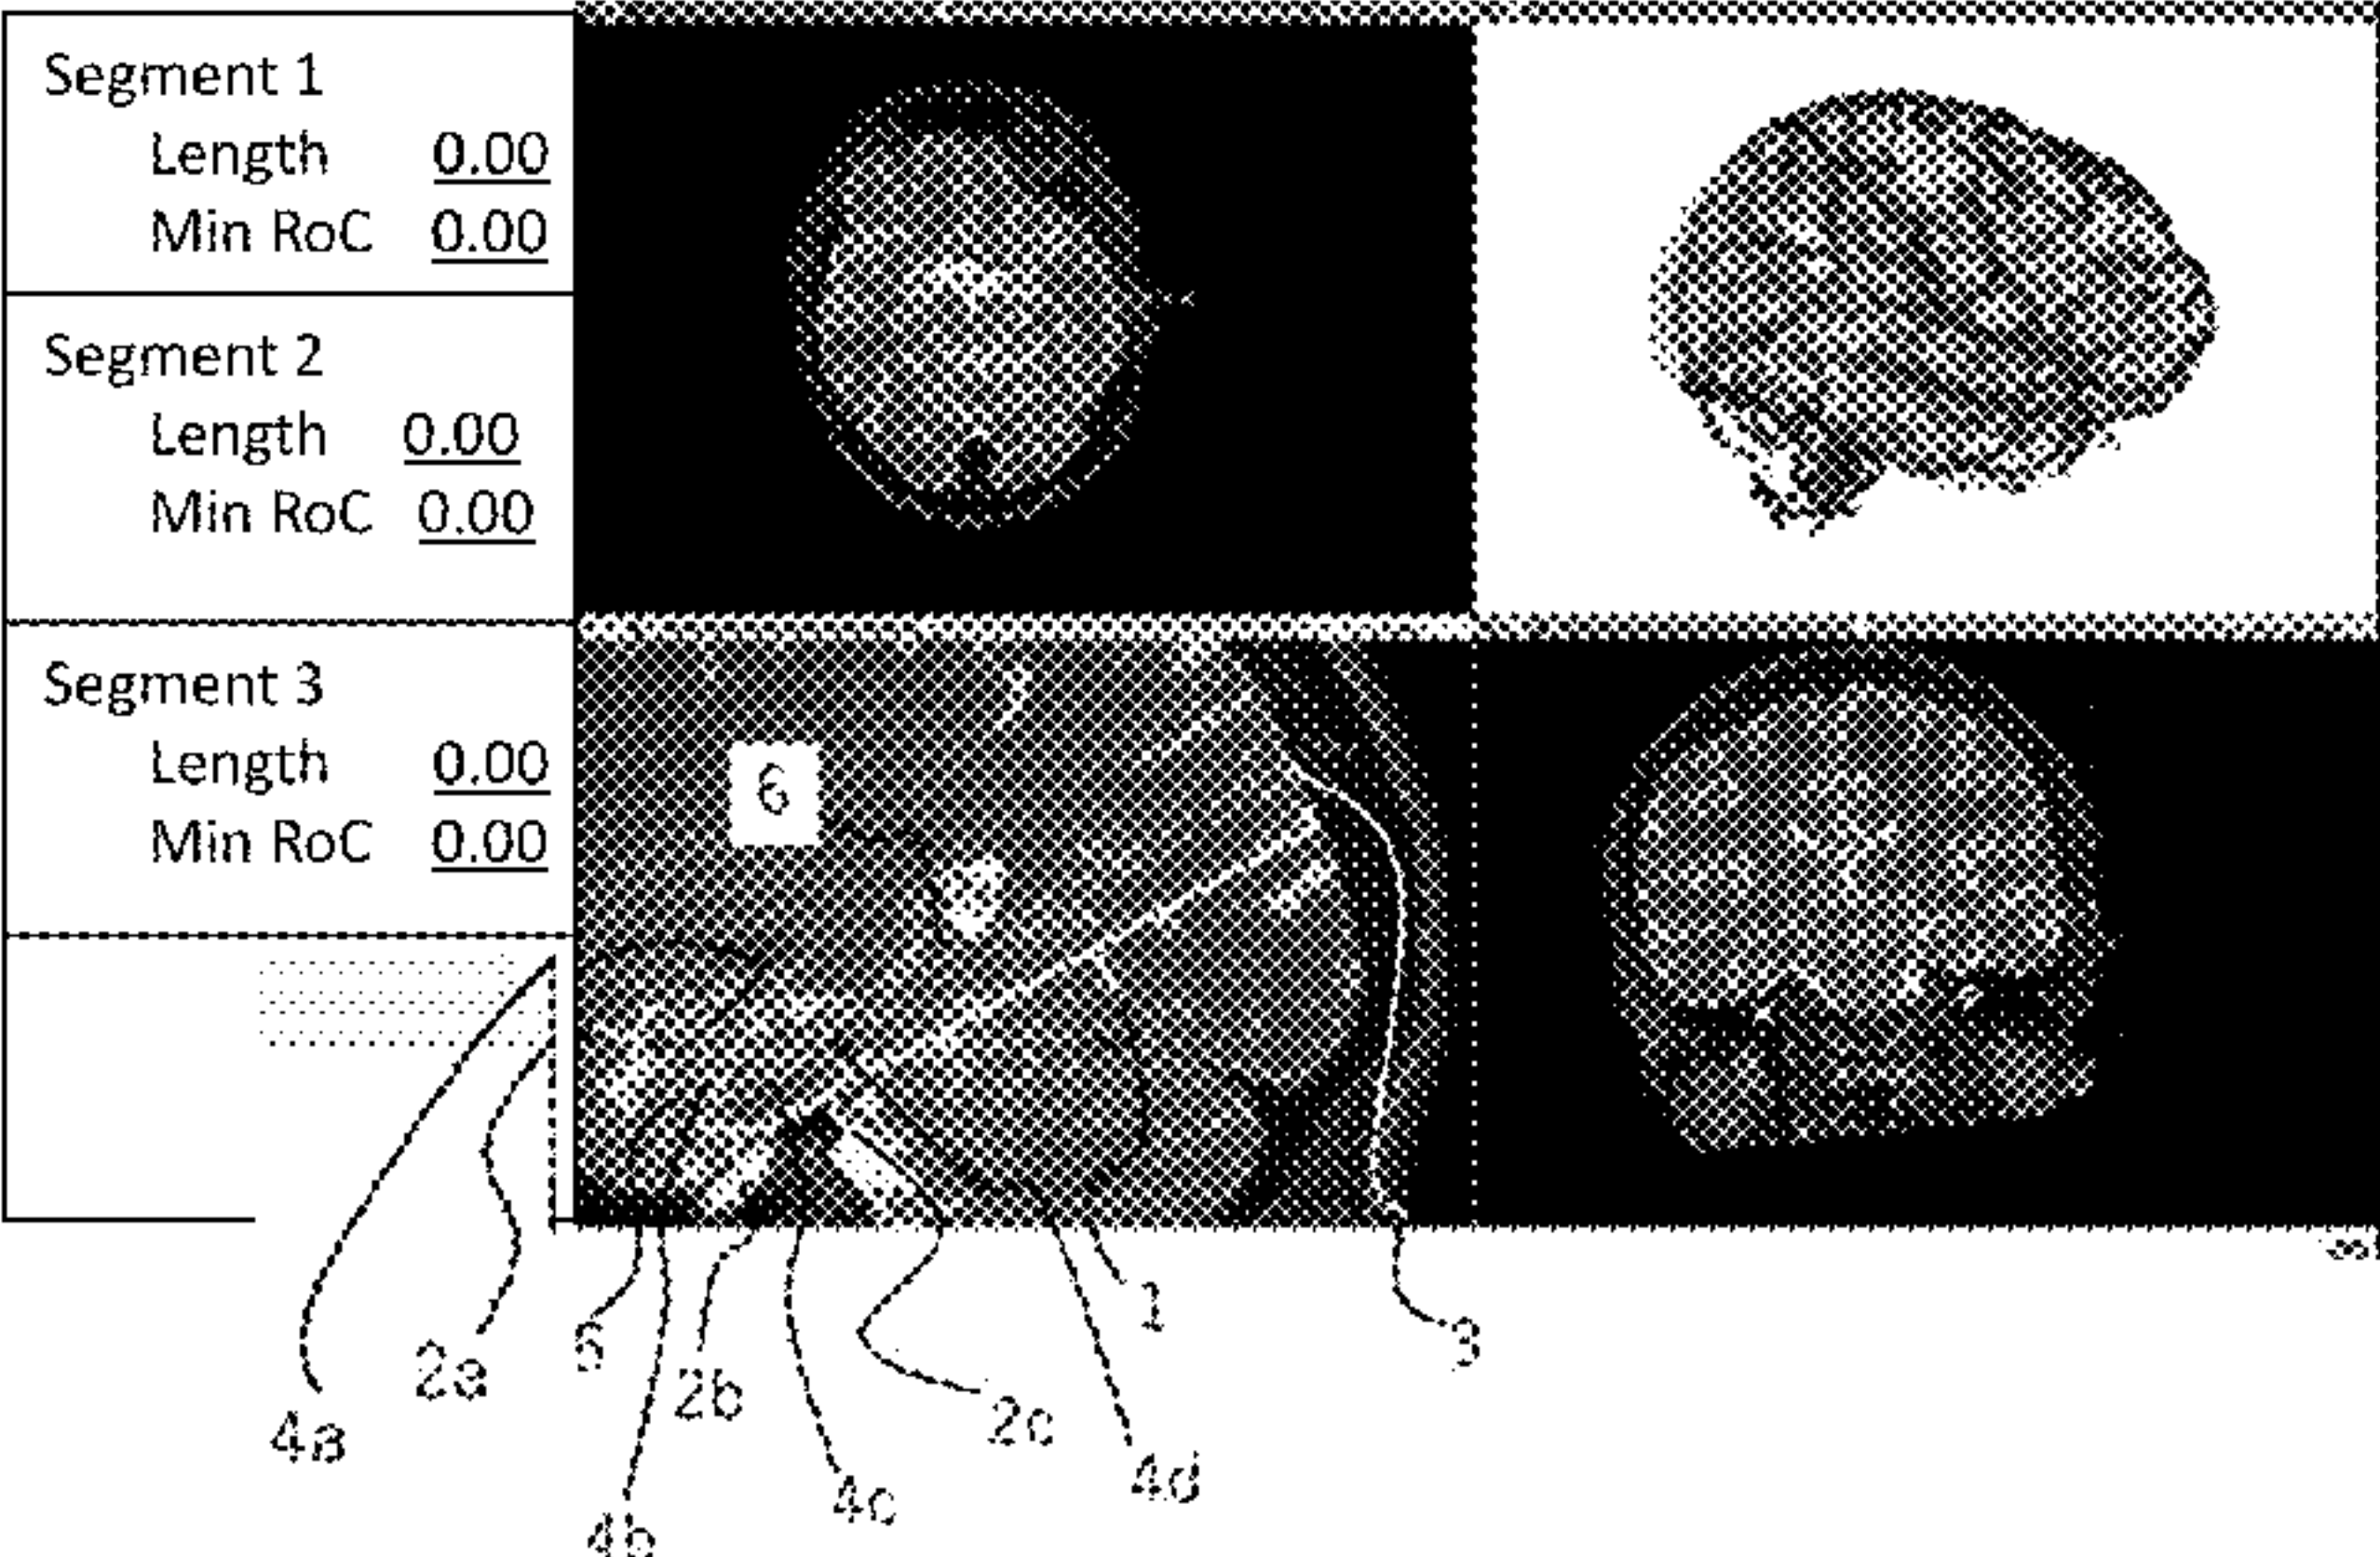 Segment 1
Length 0.00
Min RoC 0.00
Segment 2
Length 0.00
Min RoC 0.00
Segment 3
Length 0.00
Min RoC 0.00
6
1
5
3
2a
2b
2c
4a
4d
4c
4b